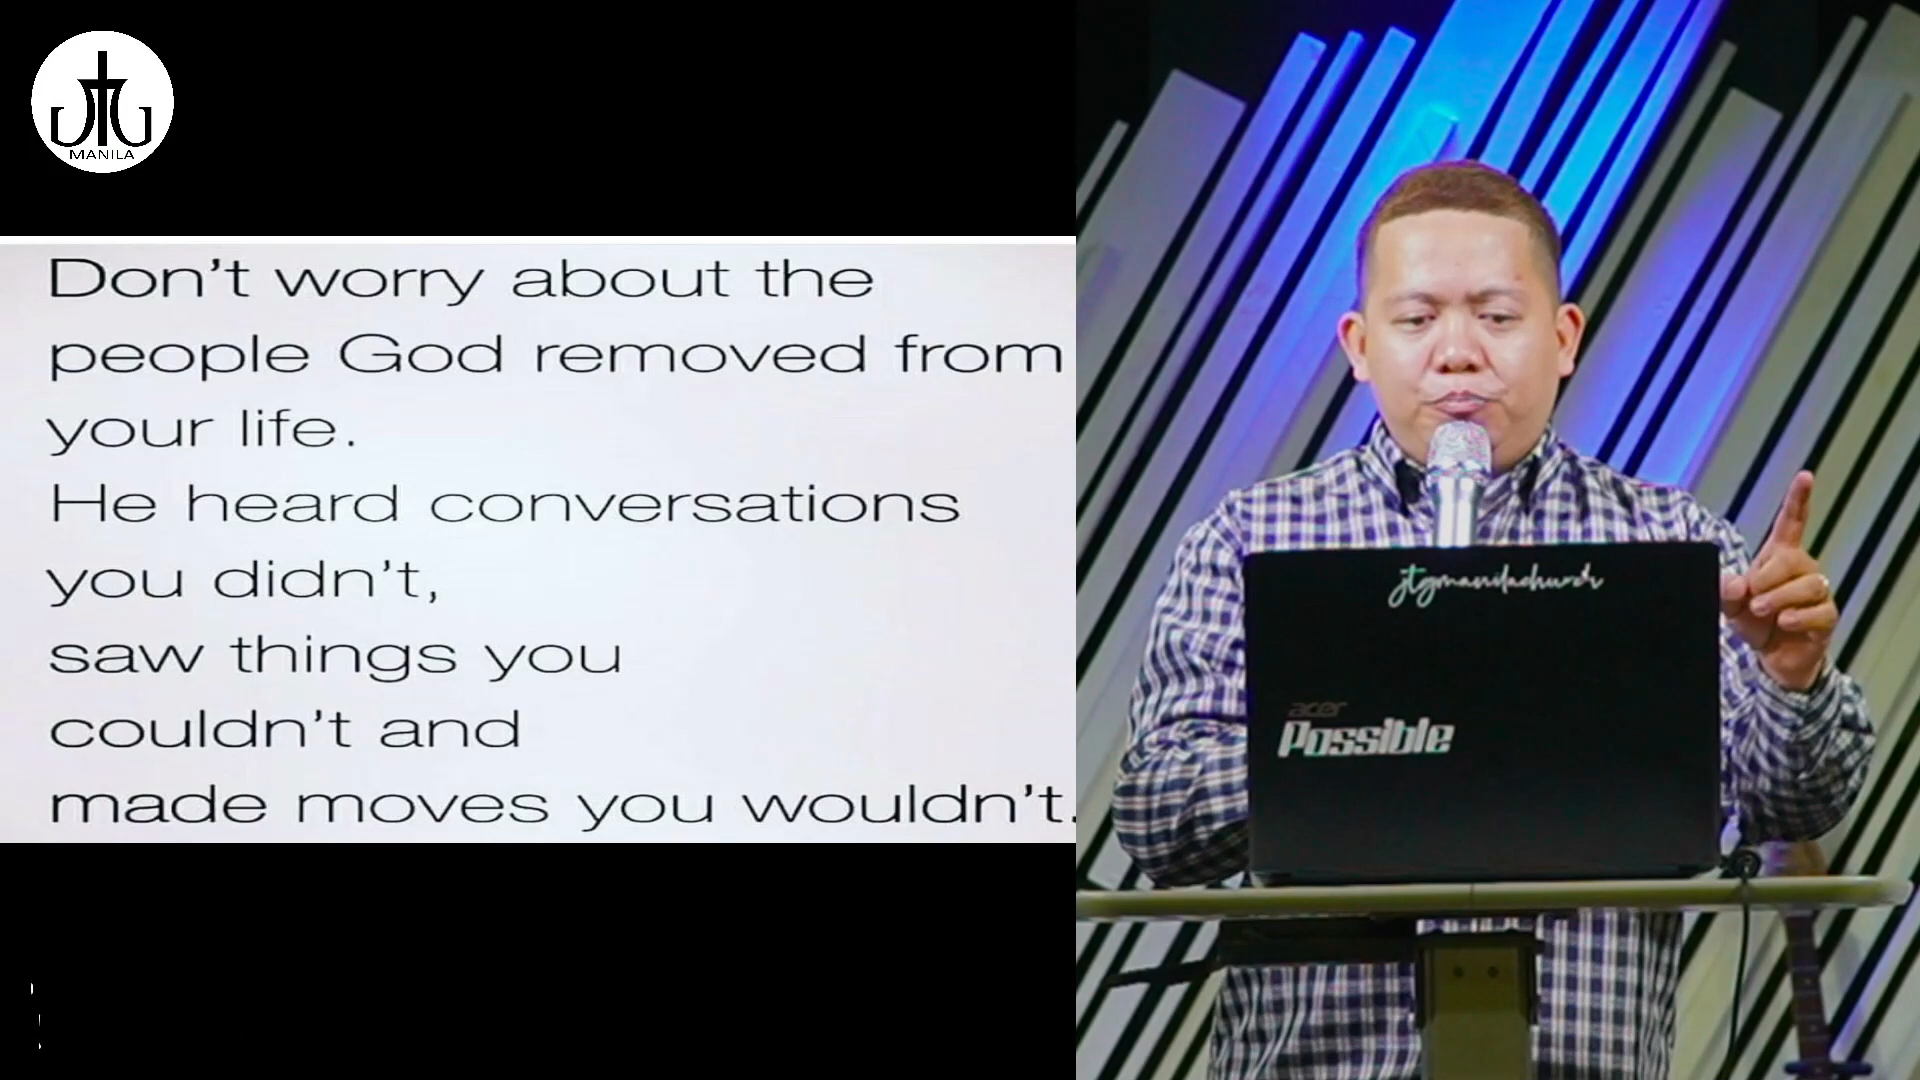 JTG
MANILA
Don't worry about the
people God removed from
your life.
He heard conversations
you didn't,
saw things you
couldn't and
made moves you wouldn't.
jtgmanilachurch
acer
Possible